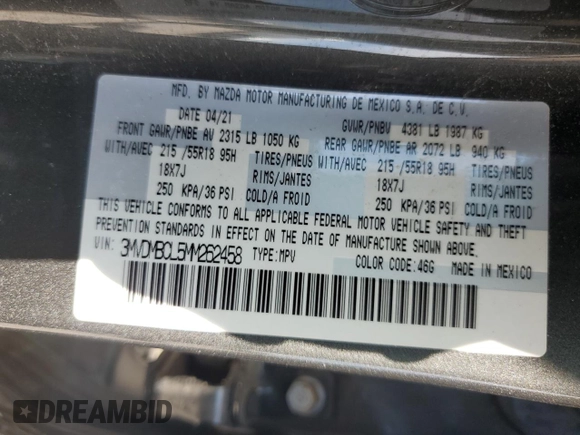 MFD. BY MAZDA MOTOR MANUFACTURING DE MEXICO S.A. DE C.V.
DATE 04/21 GVWR/PNBV 4381 LB 1987 KG
FRONT GAWR/PNBE AV 2315 LB 1050 KG REAR GAWR/PNBE AR 2072 LB 940 KG
WITH/AVEC 215 /55R18 95H TIRES/PNEUS WITH/AVEC 215 /55R18 95H TIRES/PNEUS
18X7J RIMS/JANTES 18X7J RIMS/JANTES
250 KPA/36 PSI COLD/A FROID 250 KPA/36 PSI COLD/A FROID
THIS VEHICLE CONFORMS TO ALL APPLICABLE FEDERAL MOTOR VEHICLE SAFETY AND THEFT
PREVENTION STANDARDS IN EFFECT ON THE DATE OF MANUFACTURE SHOWN ABOVE.
VIN: 3MVDMBCL5MM262458 TYPE:MPV COLOR CODE:46G MADE IN MEXICO
DREAMBID